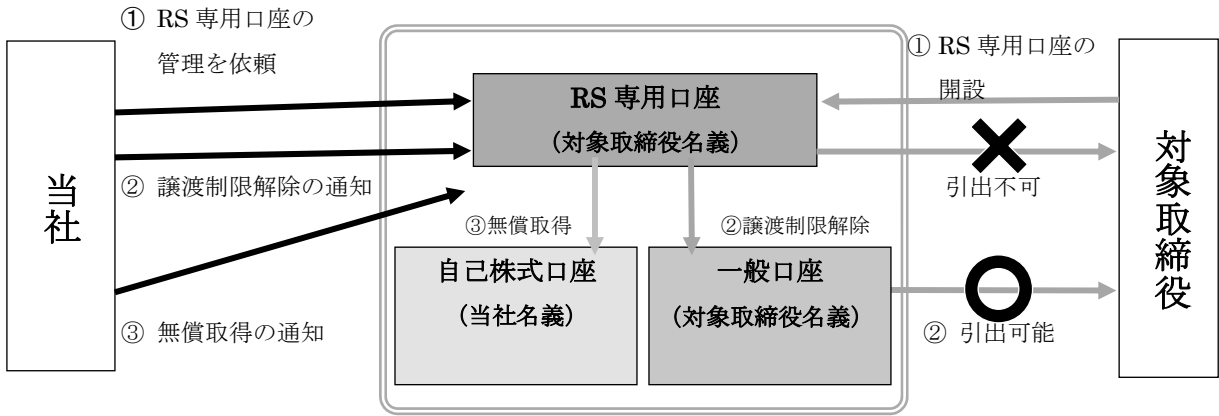 ① RS 専用口座の
管理を依頼
当社
② 譲渡制限解除の通知
③ 無償取得の通知
RS 専用口座
(対象取締役名義)
③無償取得
②譲渡制限解除
自己株式口座
(当社名義)
一般口座
(対象取締役名義)
① RS 専用口座の
開設
引出不可
② 引出可能
対象取締役